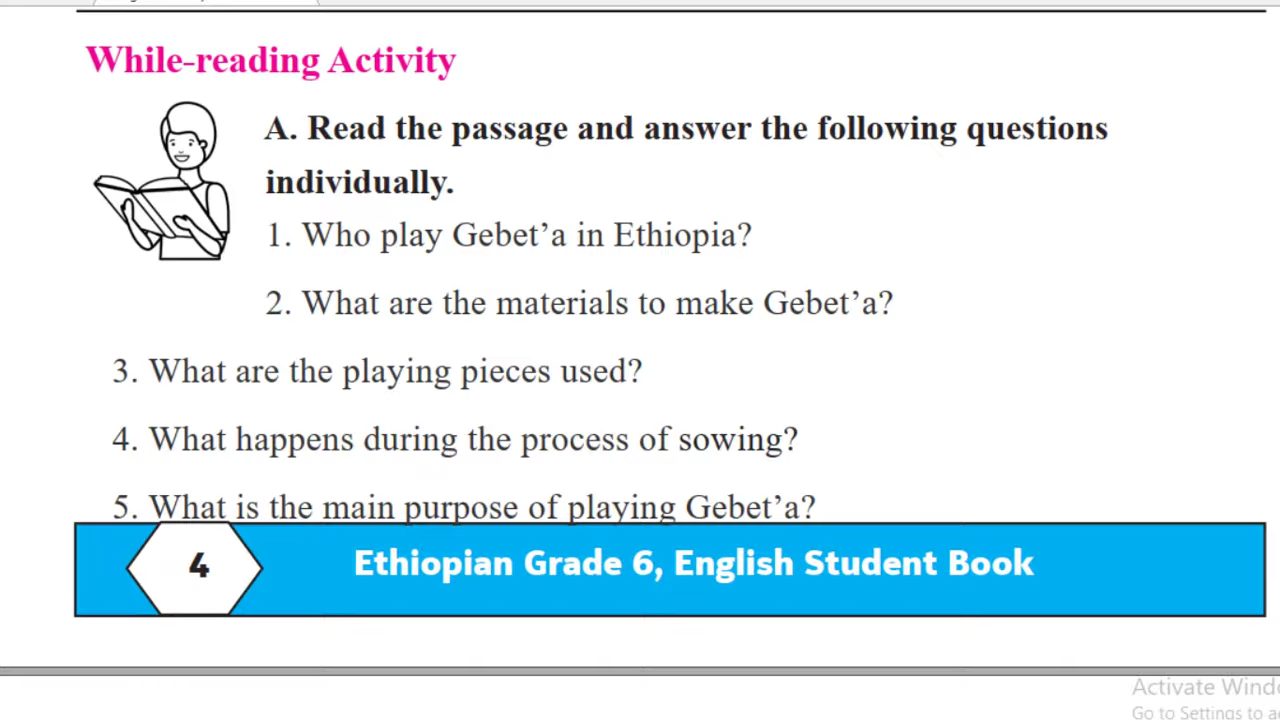 While-reading Activity
A. Read the passage and answer the following questions
individually.
1. Who play Gebet’a in Ethiopia?
2. What are the materials to make Gebet’a?
3. What are the playing pieces used?
4. What happens during the process of sowing?
5. What is the main purpose of playing Gebet’a?
4
Ethiopian Grade 6, English Student Book
Activate
Go to Settings to